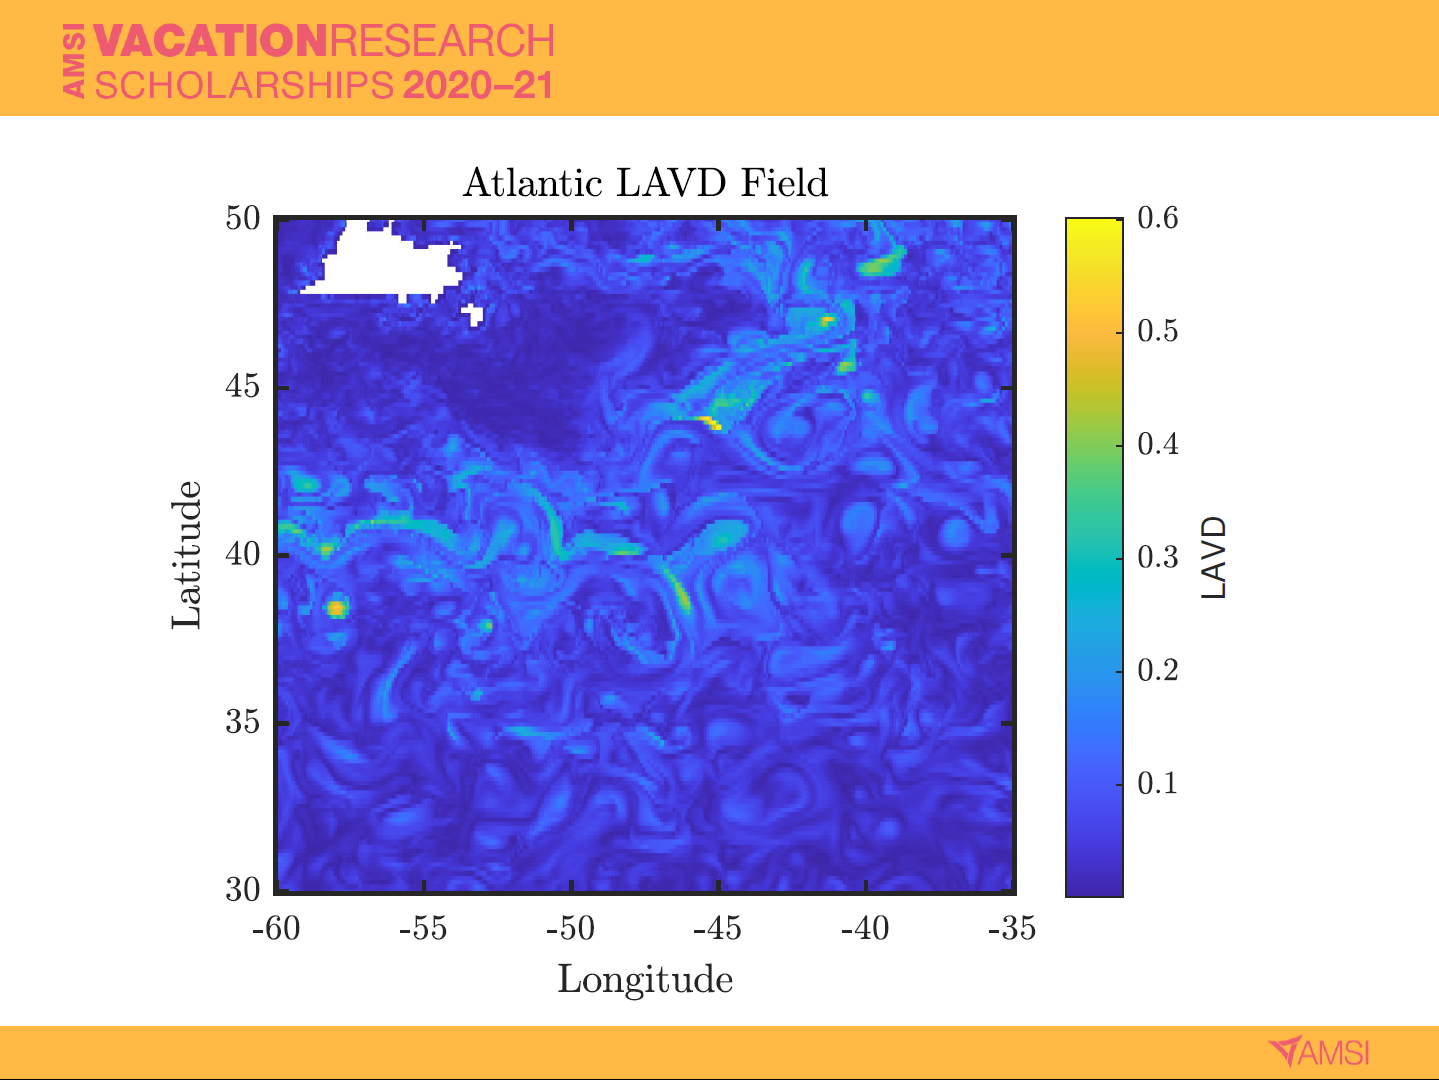 AMSI
VACATIONRESEARCH
SCHOLARSHIPS 2020–21
Atlantic LAVD Field
50
45
40
35
30
Latitude
-60 -55 -50 -45 -40 -35
Longitude
0.6
0.5
0.4
0.3
0.2
0.1
LAVD
AMSI